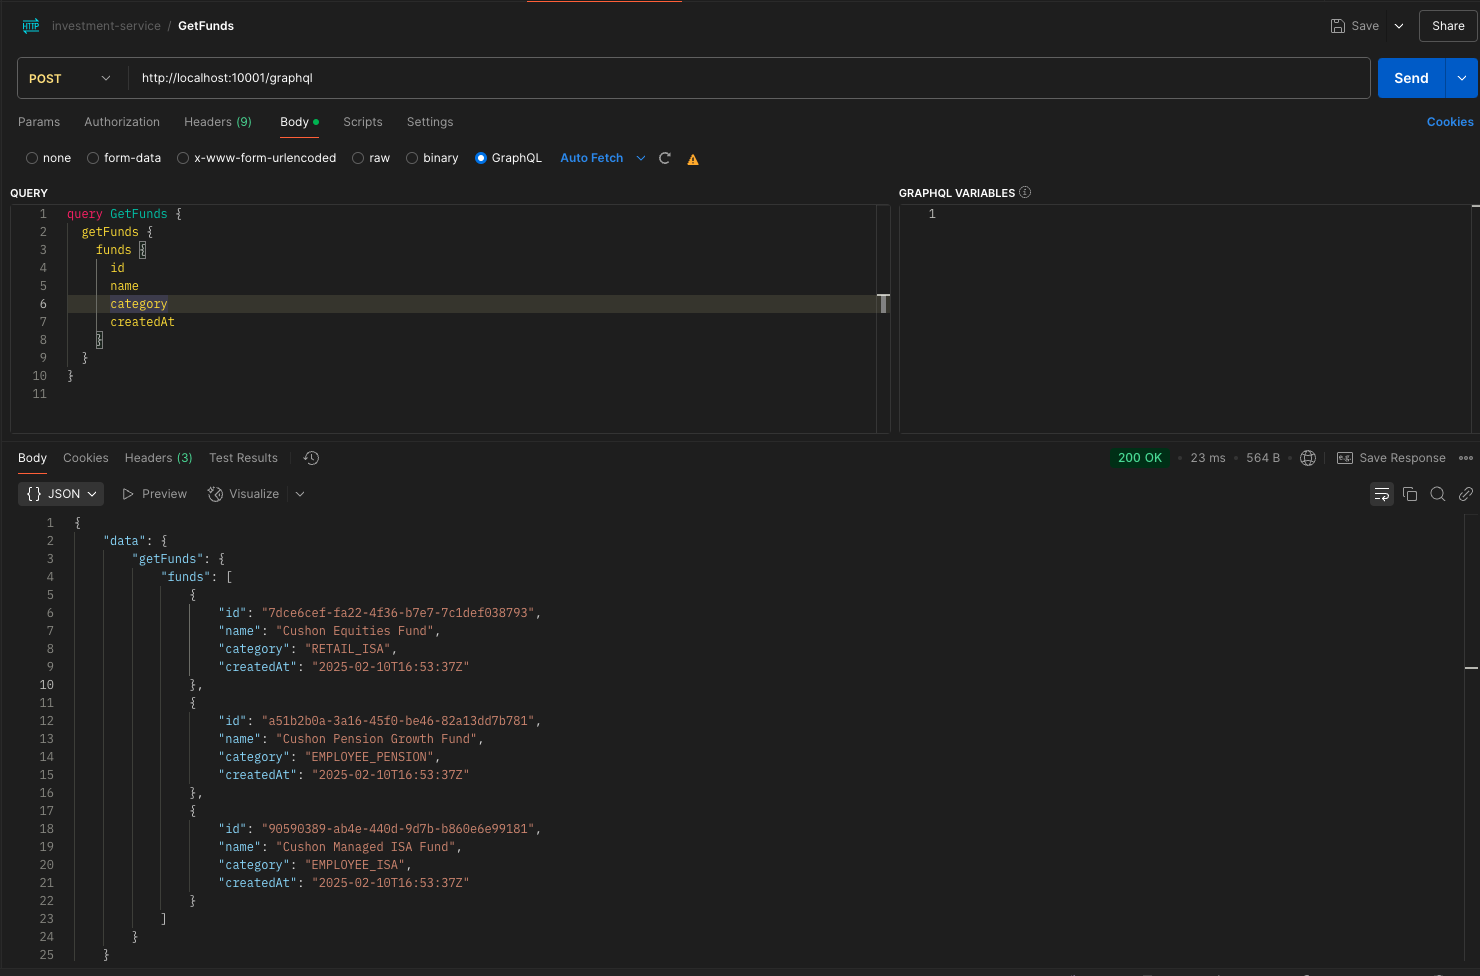 HTTP investment-service / GetFunds Save Share
POST http://localhost:10001/graphql Send
Params Authorization Headers (9) Body Scripts Settings Cookies
none form-data x-www-form-urlencoded raw binary GraphQL Auto Fetch
QUERY
1 query GetFunds {
2 getFunds {
3 funds {
4 id
5 name
6 category
7 createdAt
8 }
9 }
10 }
11
GRAPHQL VARIABLES
1
Body Cookies Headers (3) Test Results 200 OK • 23 ms • 564 B • e.g. Save Response
{} JSON Preview Visualize
1 {
2 "data": {
3 "getFunds": {
4 "funds": [
5 {
6 "id": "7dce6cef-fa22-4f36-b7e7-7c1def038793",
7 "name": "Cushon Equities Fund",
8 "category": "RETAIL_ISA",
9 "createdAt": "2025-02-10T16:53:37Z"
10 },
11 {
12 "id": "a51b2b0a-3a16-45f0-be46-82a13dd7b781",
13 "name": "Cushon Pension Growth Fund",
14 "category": "EMPLOYEE_PENSION",
15 "createdAt": "2025-02-10T16:53:37Z"
16 },
17 {
18 "id": "90590389-ab4e-440d-9d7b-b860e6e99181",
19 "name": "Cushon Managed ISA Fund",
20 "category": "EMPLOYEE_ISA",
21 "createdAt": "2025-02-10T16:53:37Z"
22 }
23 ]
24 }
25 }